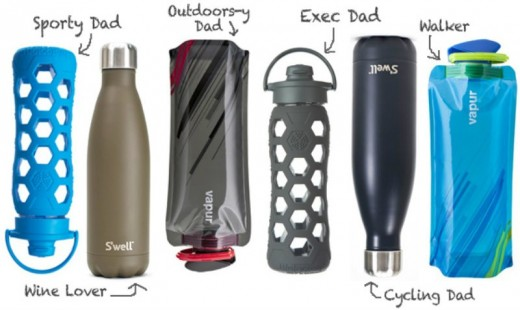 Sporty Dad
Outdoors-y
Dad
Exec Dad
Walker
S'well
vapur
S'well
vapur
Wine Lover
Cycling Dad